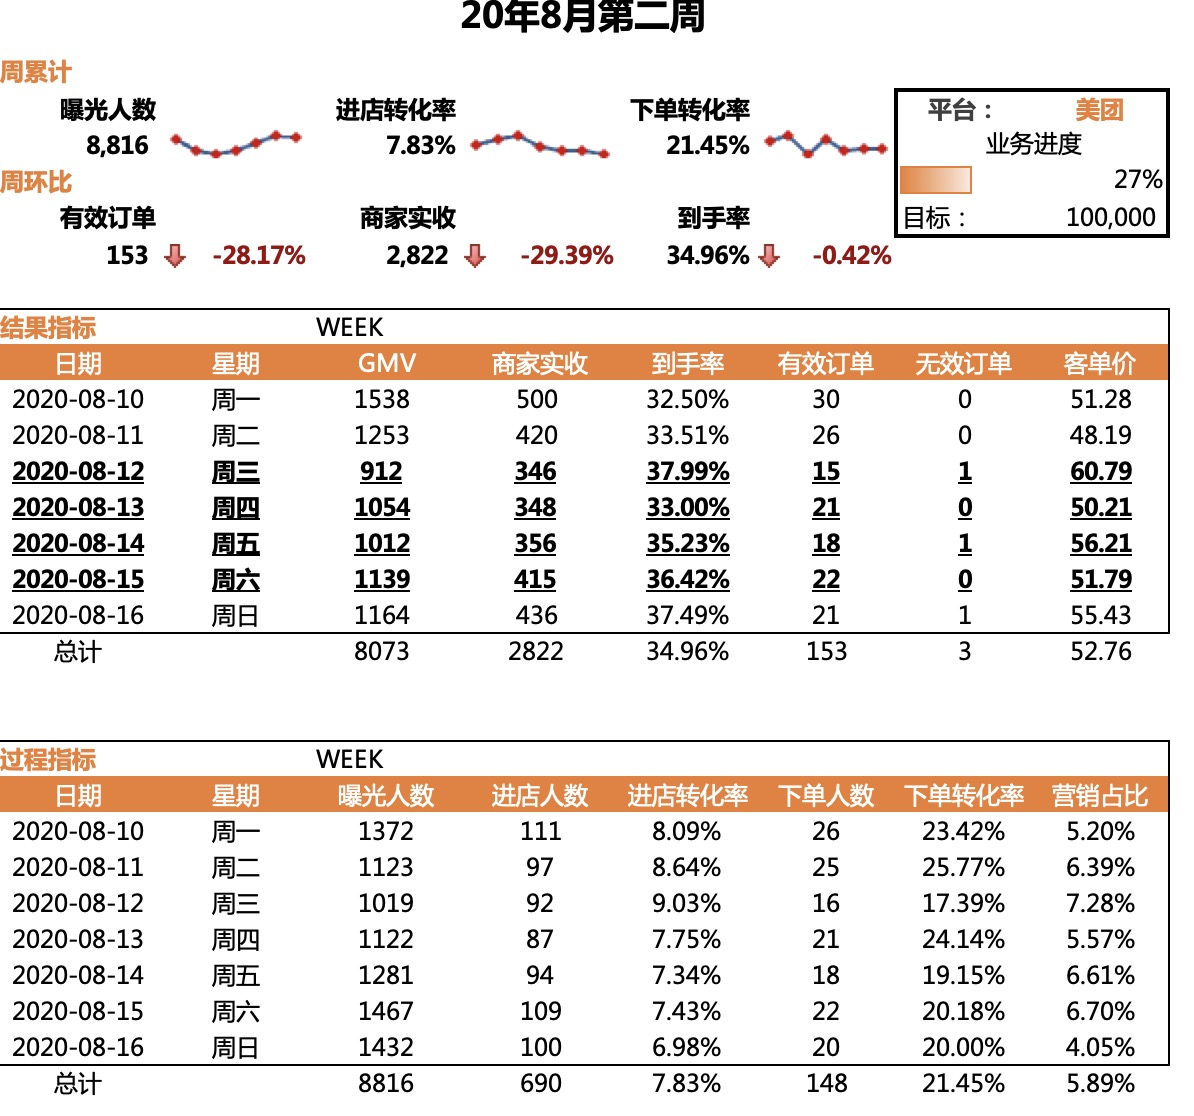 20年8月第二周
周累计
曝光人数 进店转化率 下单转化率 平台： 美团
8,816 7.83% 21.45% 业务进度
周环比 27%
有效订单 商家实收 到手率 目标： 100,000
153 -28.17% 2,822 -29.39% 34.96% -0.42%
结果指标 WEEK
日期 星期 GMV 商家实收 到手率 有效订单 无效订单 客单价
2020-08-10 周一 1538 500 32.50% 30 0 51.28
2020-08-11 周二 1253 420 33.51% 26 0 48.19
2020-08-12 周三 912 346 37.99% 15 1 60.79
2020-08-13 周四 1054 348 33.00% 21 0 50.21
2020-08-14 周五 1012 356 35.23% 18 1 56.21
2020-08-15 周六 1139 415 36.42% 22 0 51.79
2020-08-16 周日 1164 436 37.49% 21 1 55.43
总计 8073 2822 34.96% 153 3 52.76
过程指标 WEEK
日期 星期 曝光人数 进店人数 进店转化率 下单人数 下单转化率 营销占比
2020-08-10 周一 1372 111 8.09% 26 23.42% 5.20%
2020-08-11 周二 1123 97 8.64% 25 25.77% 6.39%
2020-08-12 周三 1019 92 9.03% 16 17.39% 7.28%
2020-08-13 周四 1122 87 7.75% 21 24.14% 5.57%
2020-08-14 周五 1281 94 7.34% 18 19.15% 6.61%
2020-08-15 周六 1467 109 7.43% 22 20.18% 6.70%
2020-08-16 周日 1432 100 6.98% 20 20.00% 4.05%
总计 8816 690 7.83% 148 21.45% 5.89%